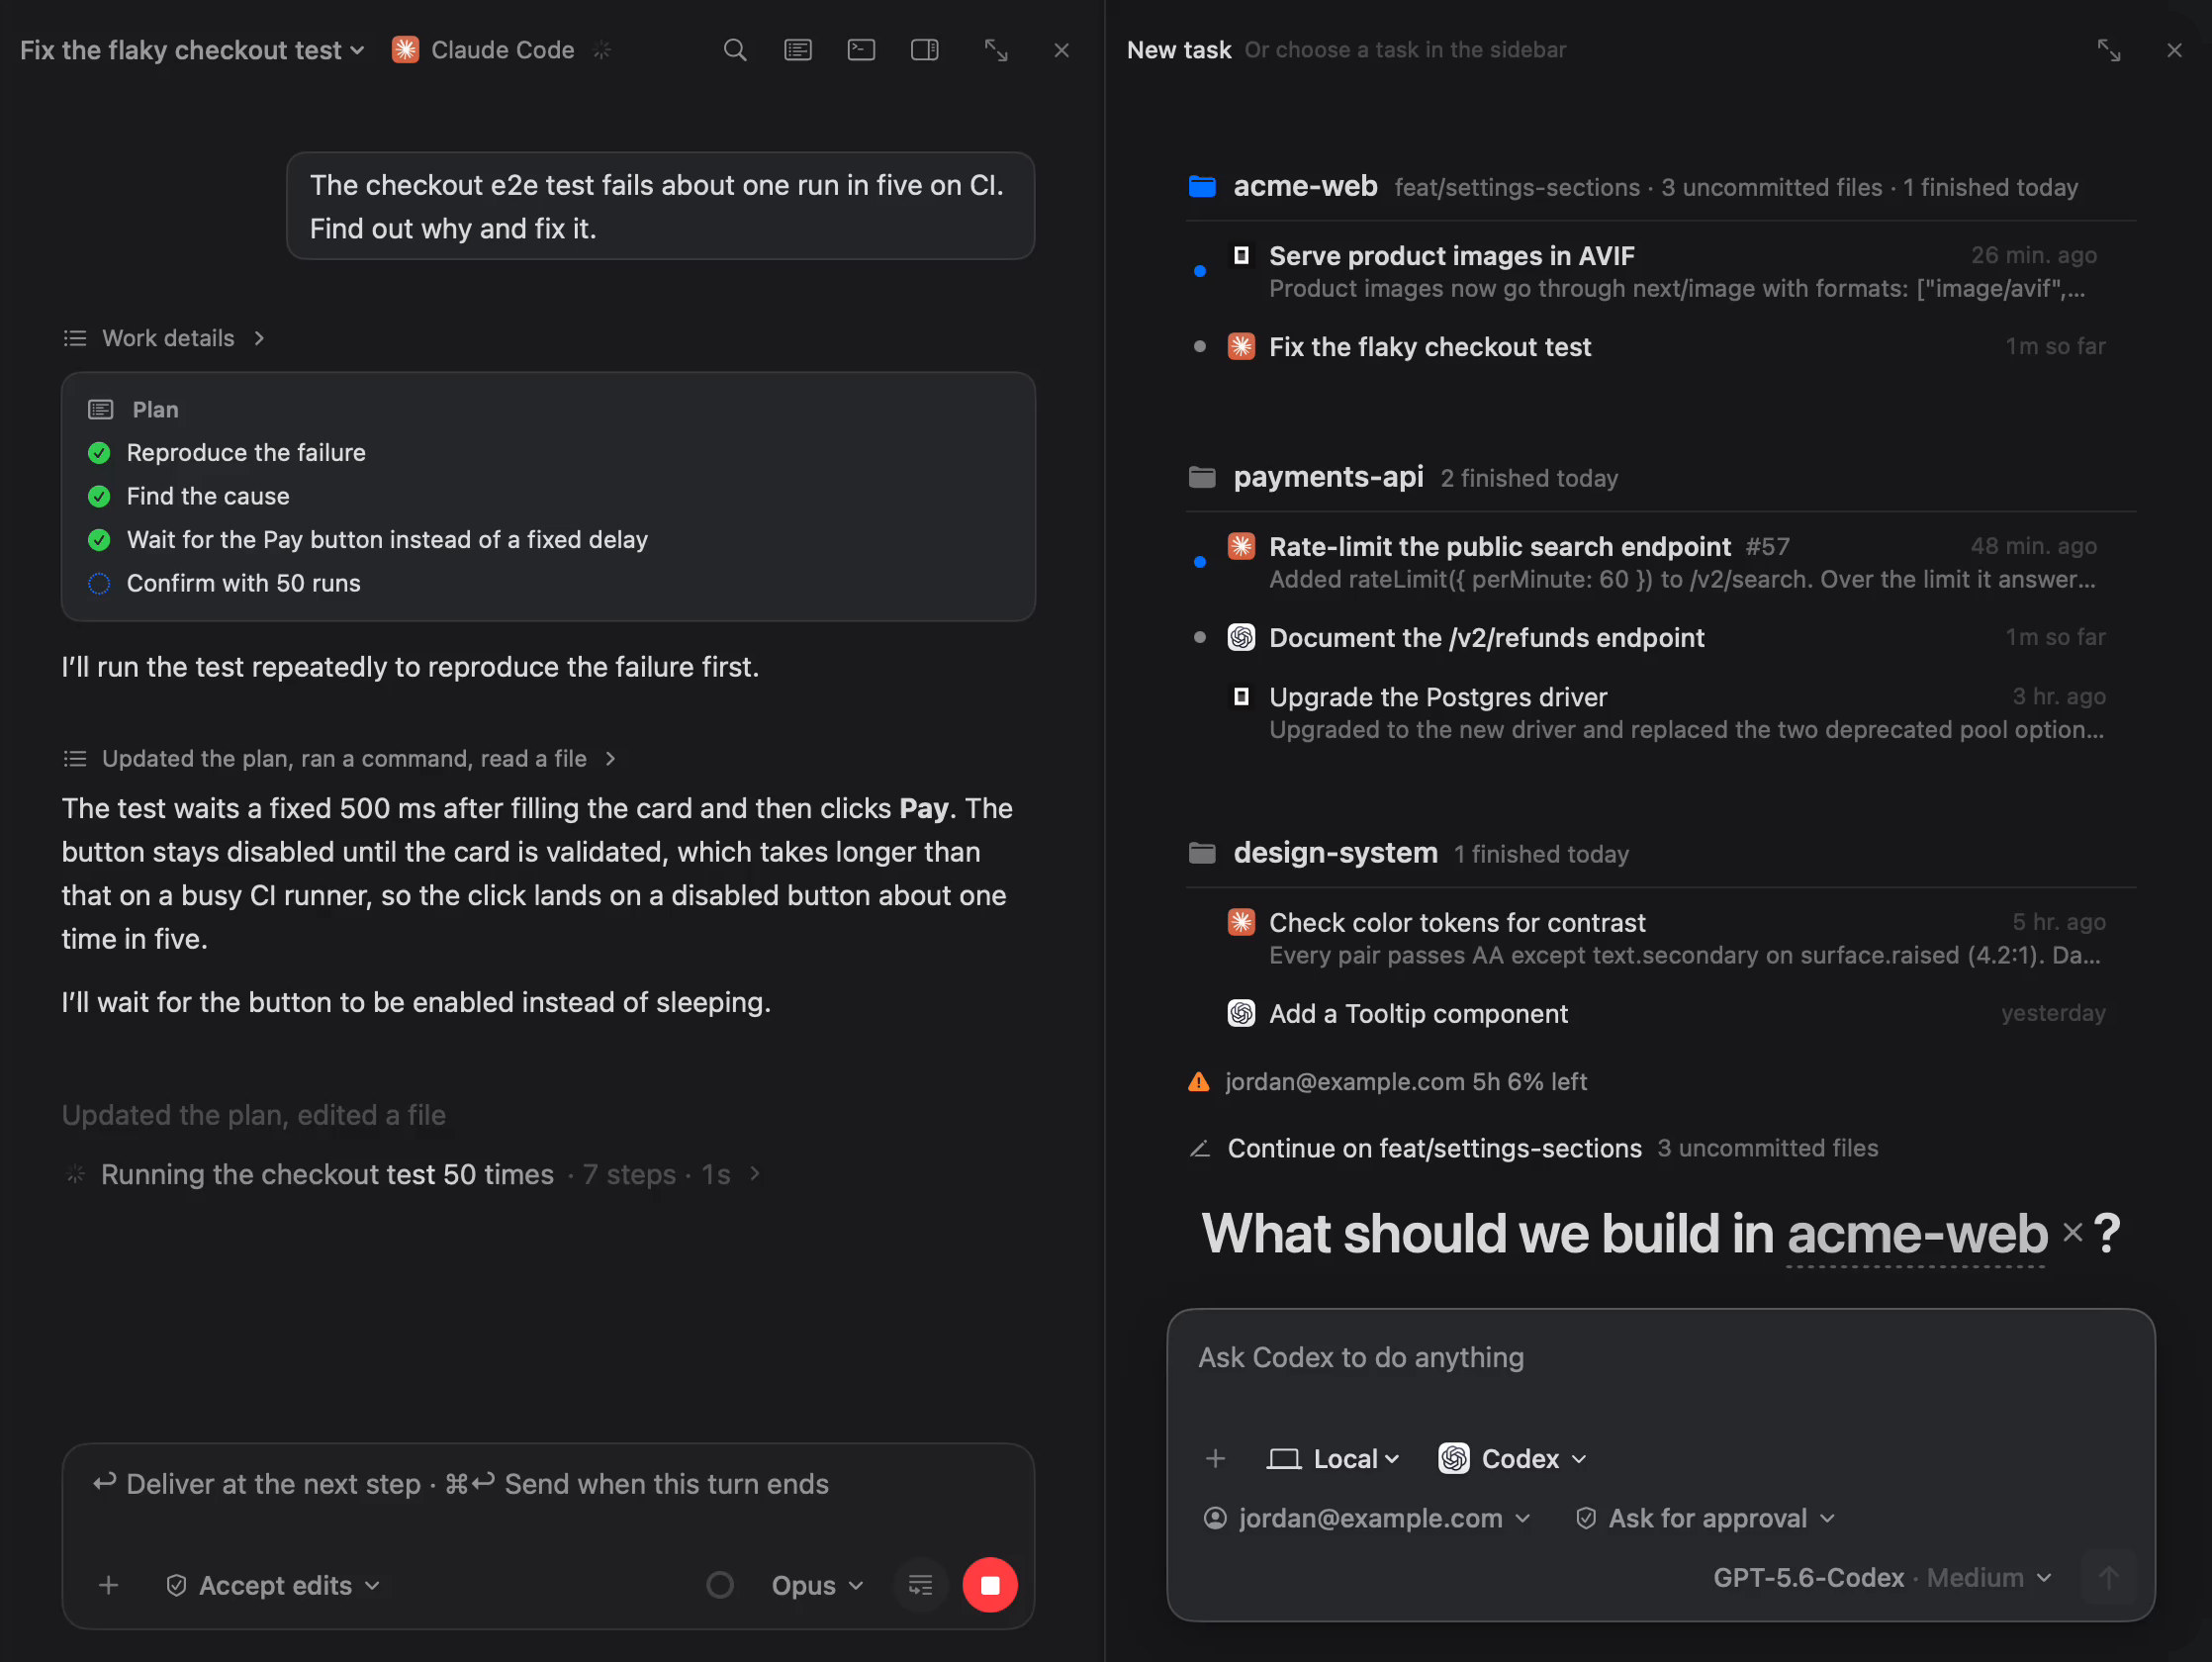 Fix the flaky checkout test
Claude Code
The checkout e2e test fails about one run in five on CI.
Find out why and fix it.
Work details
Plan
Reproduce the failure
Find the cause
Wait for the Pay button instead of a fixed delay
Confirm with 50 runs
I’ll run the test repeatedly to reproduce the failure first.
Updated the plan, ran a command, read a file
The test waits a fixed 500 ms after filling the card and then clicks Pay. The
button stays disabled until the card is validated, which takes longer than
that on a busy CI runner, so the click lands on a disabled button about one
time in five.
I’ll wait for the button to be enabled instead of sleeping.
Updated the plan, edited a file
Running the checkout test 50 times · 7 steps · 1s
↩ Deliver at the next step · ⌘↩ Send when this turn ends
Accept edits
Opus
New task Or choose a task in the sidebar
acme-web feat/settings-sections · 3 uncommitted files · 1 finished today
Serve product images in AVIF 26 min. ago
Product images now go through next/image with formats: ["image/avif",...
Fix the flaky checkout test 1m so far
payments-api 2 finished today
Rate-limit the public search endpoint #57 48 min. ago
Added rateLimit({ perMinute: 60 }) to /v2/search. Over the limit it answer...
Document the /v2/refunds endpoint 1m so far
Upgrade the Postgres driver 3 hr. ago
Upgraded to the new driver and replaced the two deprecated pool option...
design-system 1 finished today
Check color tokens for contrast 5 hr. ago
Every pair passes AA except text.secondary on surface.raised (4.2:1). Da...
Add a Tooltip component yesterday
jordan@example.com 5h 6% left
Continue on feat/settings-sections 3 uncommitted files
What should we build in acme-web × ?
Ask Codex to do anything
Local Codex
jordan@example.com Ask for approval
GPT-5.6-Codex · Medium